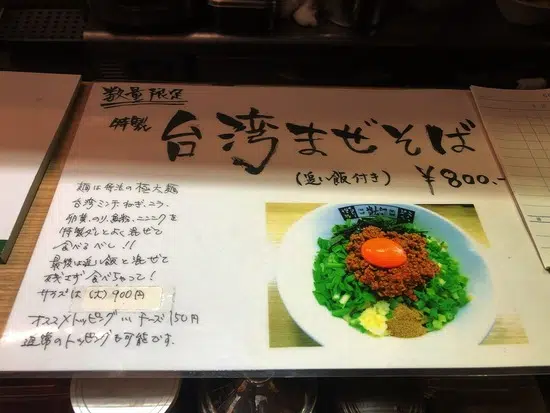 数量限定
特製
台湾まぜそば
(追い飯付き) ¥800.-
麺は当店の極太麺
台湾ミンチ、ねぎ、ニラ、
卵黄、のり、魚粉、ニンニクを
特製ダレとよく混ぜて
食べるべし!!
最後は追い飯と混ぜて
残さず食べちゃって!
サイズは(大)900円
オススメトッピング…チーズ150円
通常のトッピングも可能です。